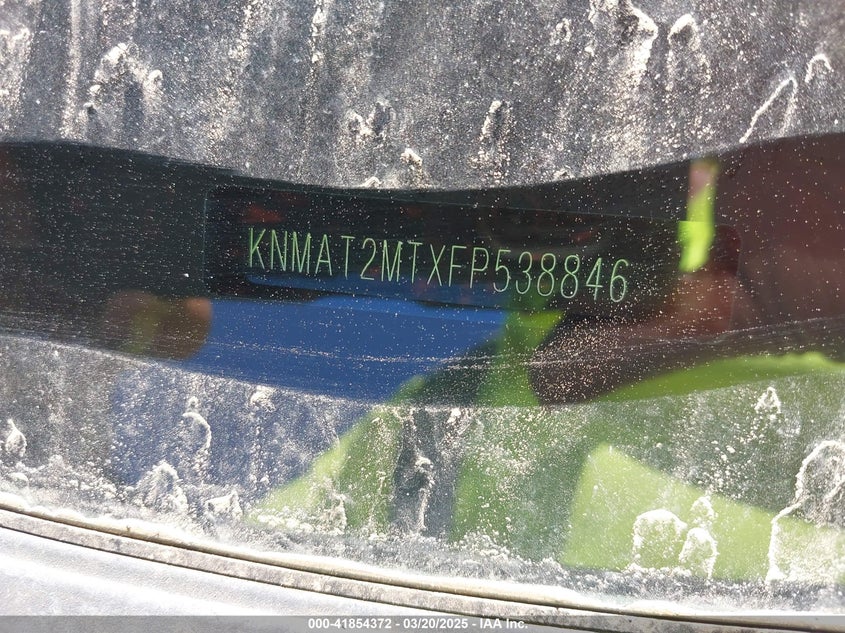 KNMAT2MTXFP538846
000-41854372 — 03/20/2025 - IAA Inc.